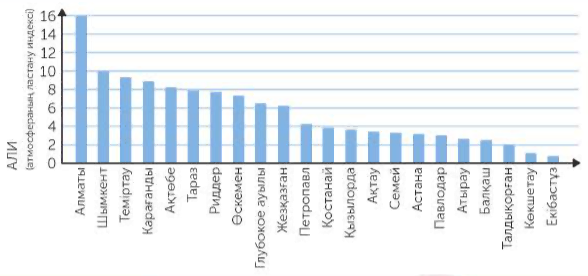 АЛИ
(атмосфераның ластану индексі)
16
14
12
10
8
6
4
2
0
Алматы
Шымкент
Теміртау
Қарағанды
Ақтөбе
Тараз
Риддер
Өскемен
Глубокое ауылы
Жезқазған
Петропавл
Қостанай
Қызылорда
Ақтау
Семей
Астана
Павлодар
Атырау
Балқаш
Талдықорған
Көкшетау
Екібастұз